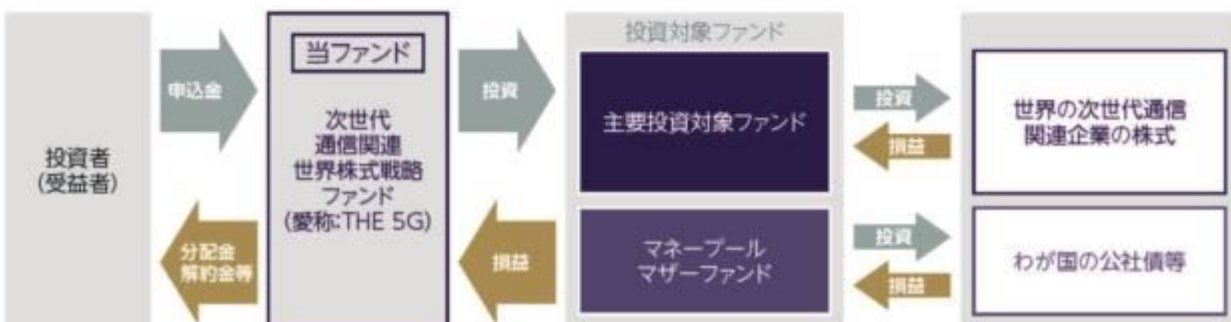 投資者
(受益者)
申込金
分配金
解約金等
当ファンド
次世代
通信関連
世界株式戦略
ファンド
(愛称:THE 5G)
投資
損益
投資対象ファンド
主要投資対象ファンド
マネープール
マザーファンド
投資
損益
投資
損益
世界の次世代通信
関連企業の株式
わが国の公社債等